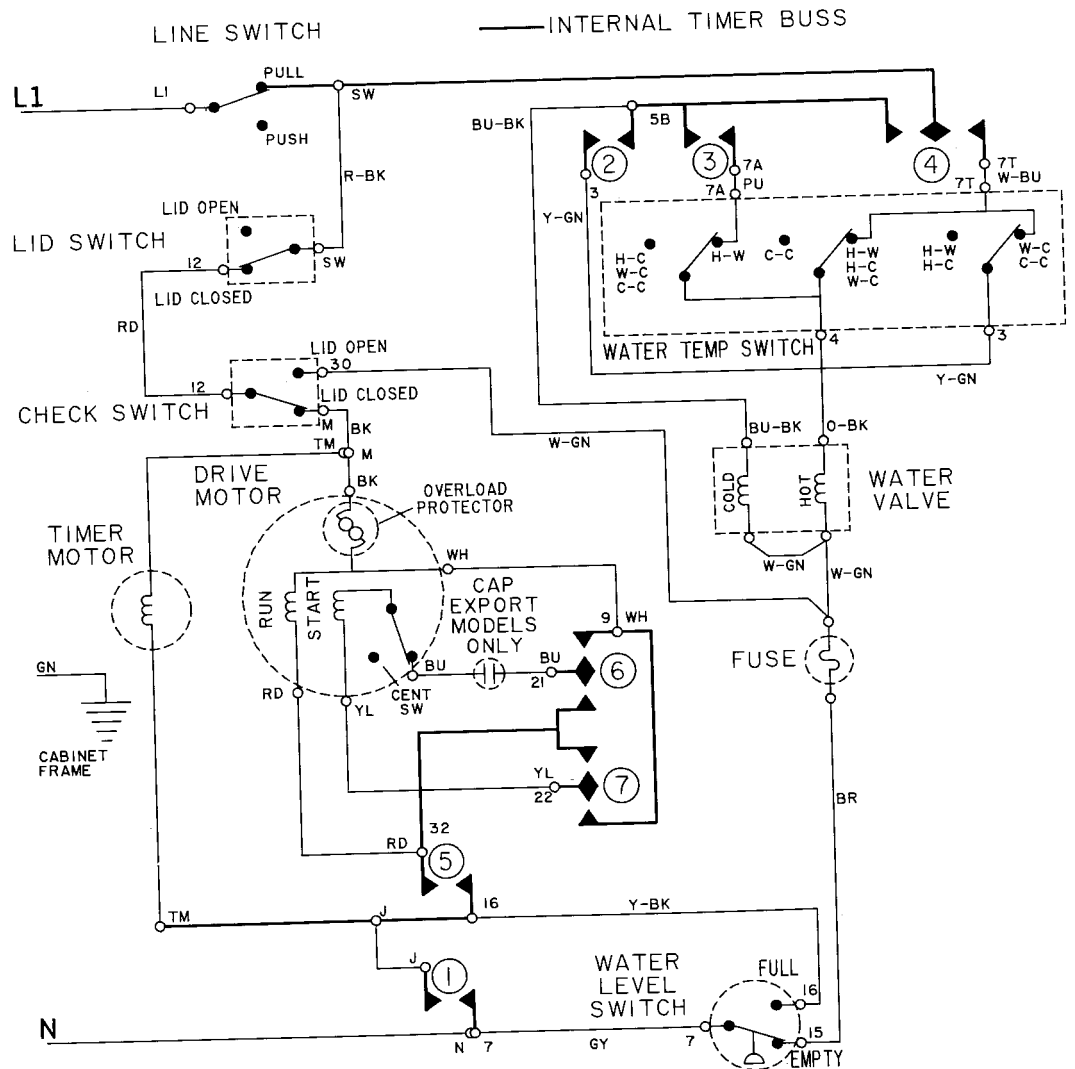 LINE SWITCH
INTERNAL TIMER BUSS
PULL
L1
L1
SW
PUSH
BU-BK
5B
2
3
4
R-BK
3
7A
7A
PU
7T
W-BU
7T
LID OPEN
LID SWITCH
Y-GN
12
SW
LID CLOSED
H-C
W-C
C-C
H-W
C-C
H-W
H-C
W-C
H-W
H-C
W-C
C-C
RD
WATER TEMP SWITCH
4
3
LID OPEN
30
12
LID CLOSED
CHECK SWITCH
M
Y-GN
BK
TM
M
W-GN
BU-BK
O-BK
DRIVE
MOTOR
BK
OVERLOAD
PROTECTOR
COLD
HOT
WATER
VALVE
TIMER
MOTOR
WH
W-GN
W-GN
RUN
START
CAP
EXPORT
MODELS
ONLY
9
WH
FUSE
GN
BU
BU
21
6
RD
YL
CENT
SW
CABINET
FRAME
YL
22
7
BR
32
RD
5
TM
J
16
Y-BK
J
1
WATER
LEVEL
SWITCH
FULL
16
N
N
7
GY
7
15
EMPTY